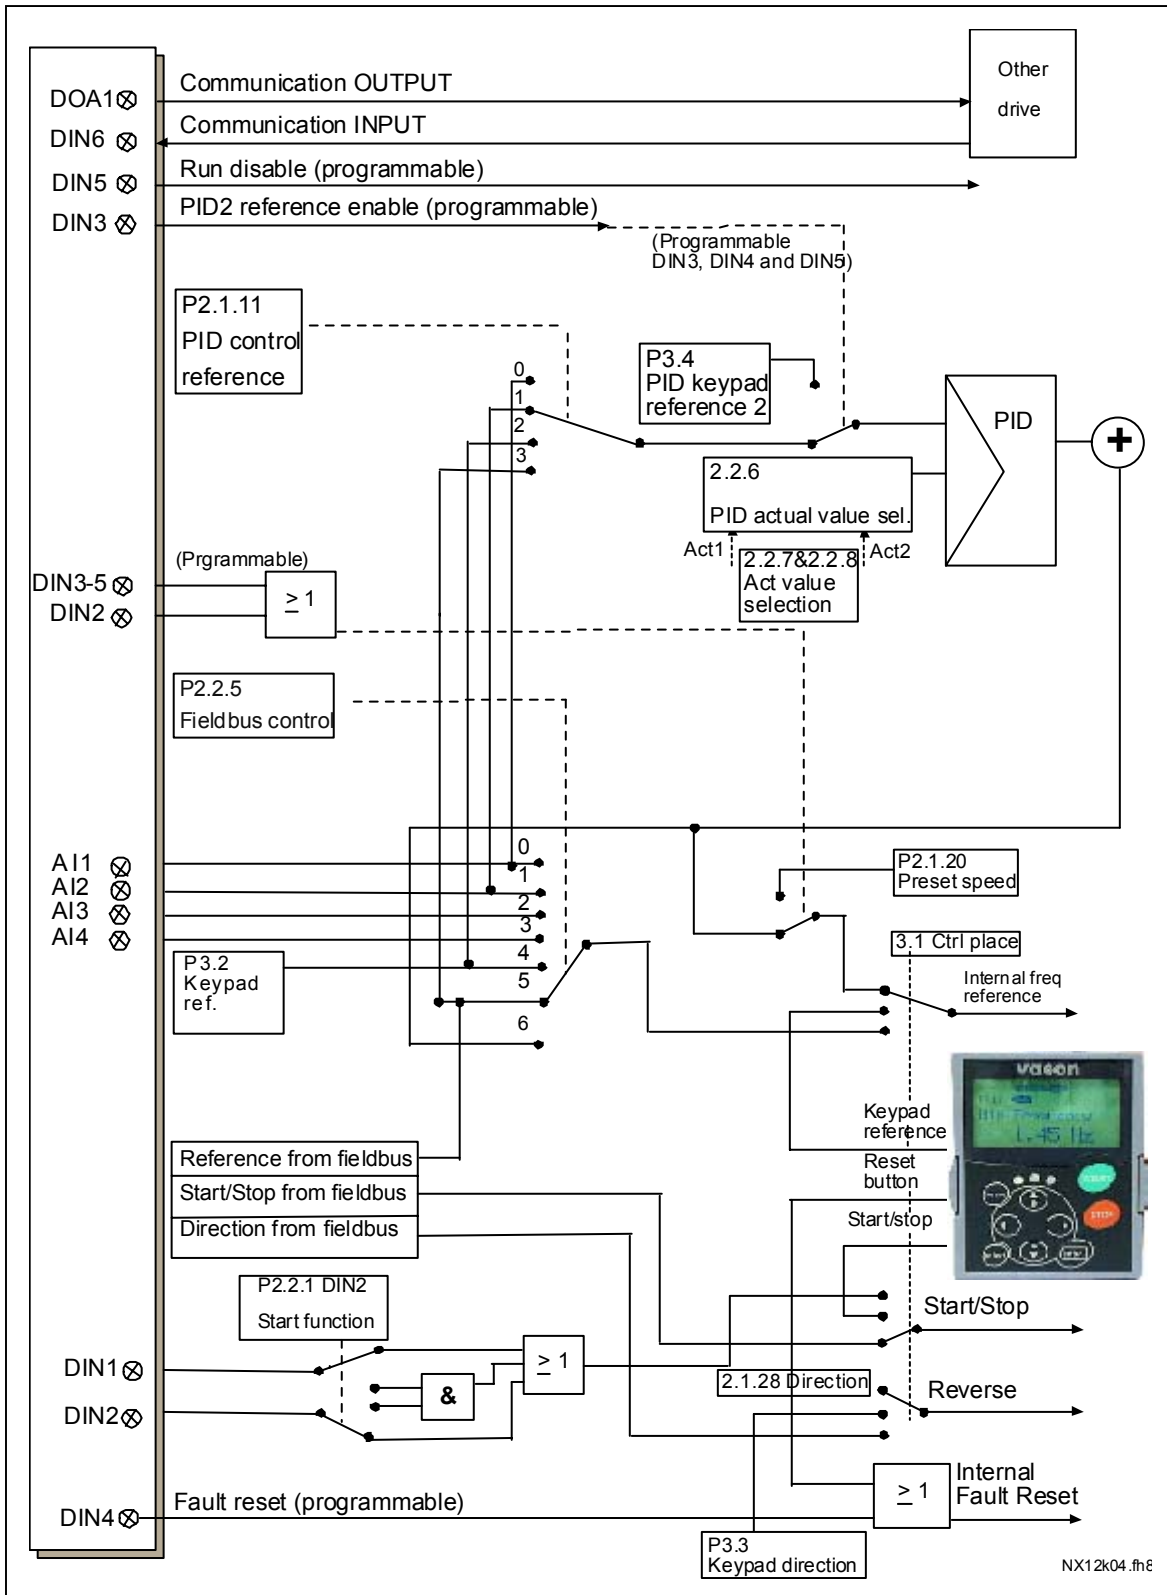 DOA1
Communication OUTPUT
Other
drive
DIN6
Communication INPUT
DIN5
Run disable (programmable)
DIN3
PID2 reference enable (programmable)
(Programmable
DIN3, DIN4 and DIN5)
P2.1.11
PID control
reference
0
1
2
3
P3.4
PID keypad
reference 2
PID
+
2.2.6
PID actual value sel.
Act1
Act2
2.2.7&2.2.8
Act value
selection
(Prgrammable)
DIN3-5
DIN2
≥ 1
P2.2.5
Fieldbus control
AI1
AI2
AI3
AI4
0
1
2
3
4
5
6
P2.1.20
Preset speed
P3.2
Keypad
ref.
3.1 Ctrl place
Internal freq
reference
vacon
1.45 Hz
Keypad
reference
Reset
button
Start/stop
START
STOP
Reference from fieldbus
Start/Stop from fieldbus
Direction from fieldbus
P2.2.1 DIN2
Start function
DIN1
DIN2
&
≥ 1
Start/Stop
2.1.28 Direction
Reverse
DIN4
Fault reset (programmable)
≥ 1
Internal
Fault Reset
P3.3
Keypad direction
NX12k04.fh8